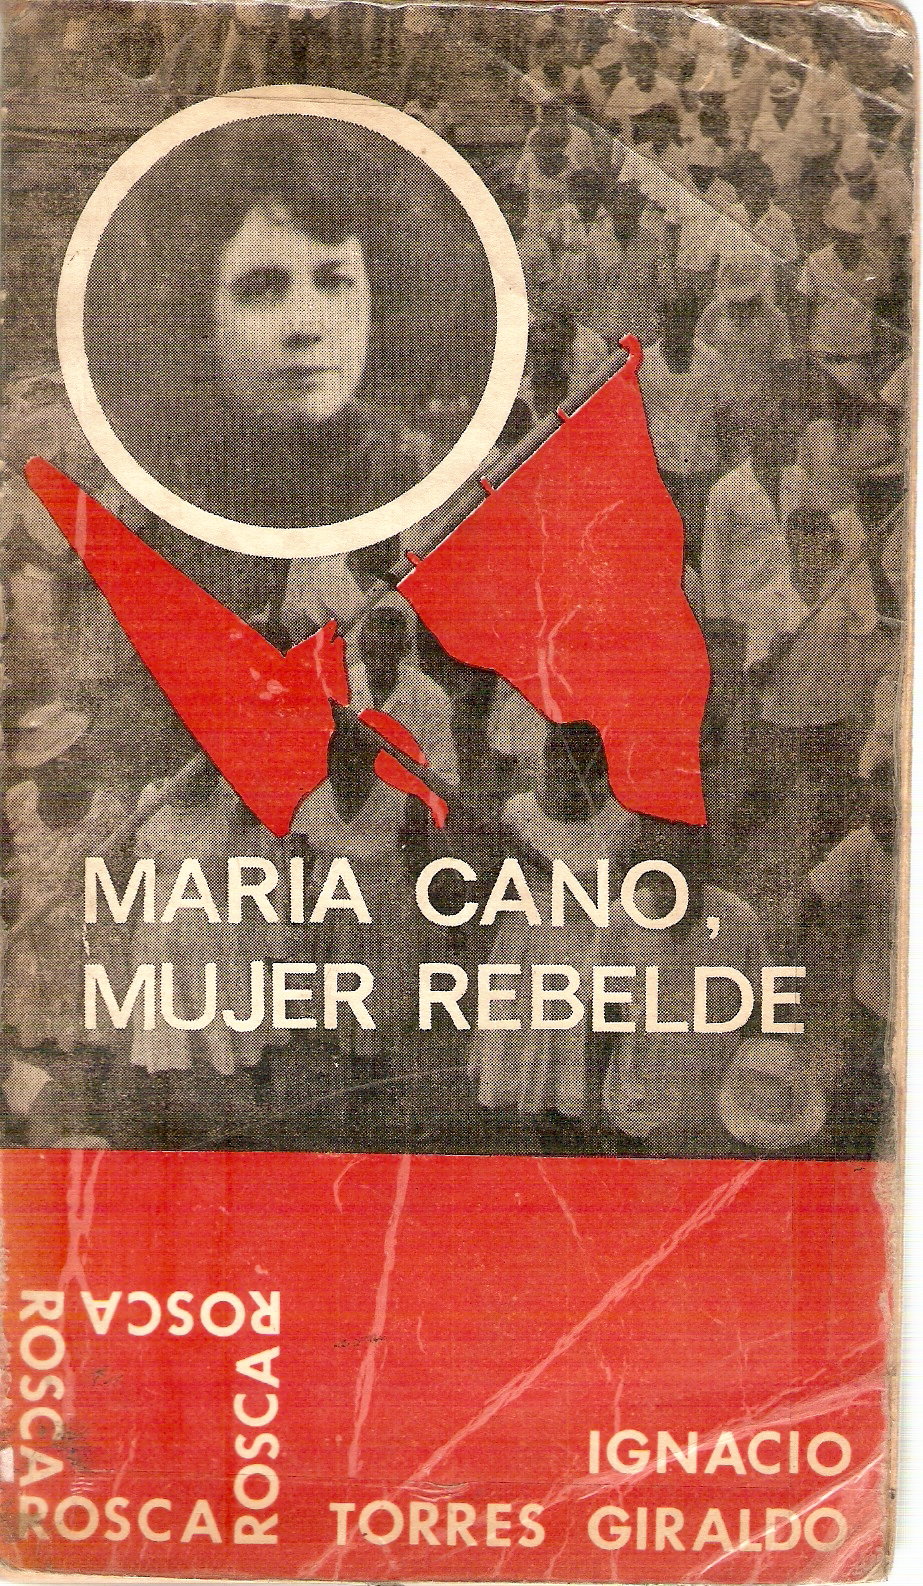 MARIA CANO,
MUJER REBELDE
ROSCA
ROSCA
ROSCA
ROSCA
IGNACIO
TORRES GIRALDO